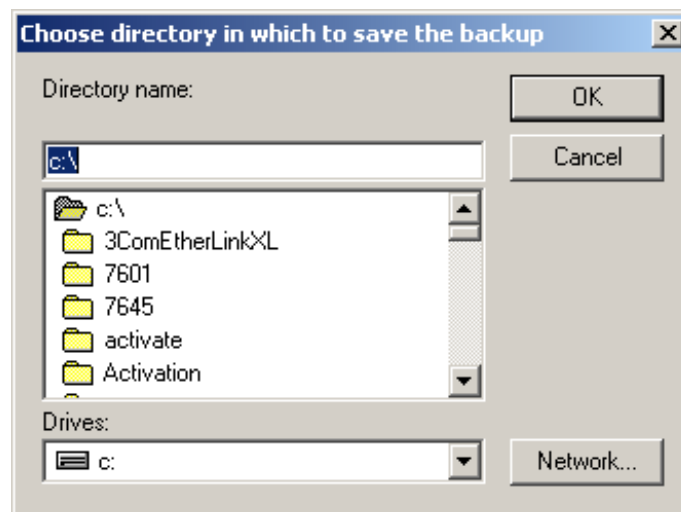 Choose directory in which to save the backup
Directory name:
OK
c:\
Cancel
c:\
3ComEtherLinkXL
7601
7645
activate
Activation
Drives:
c:
Network...